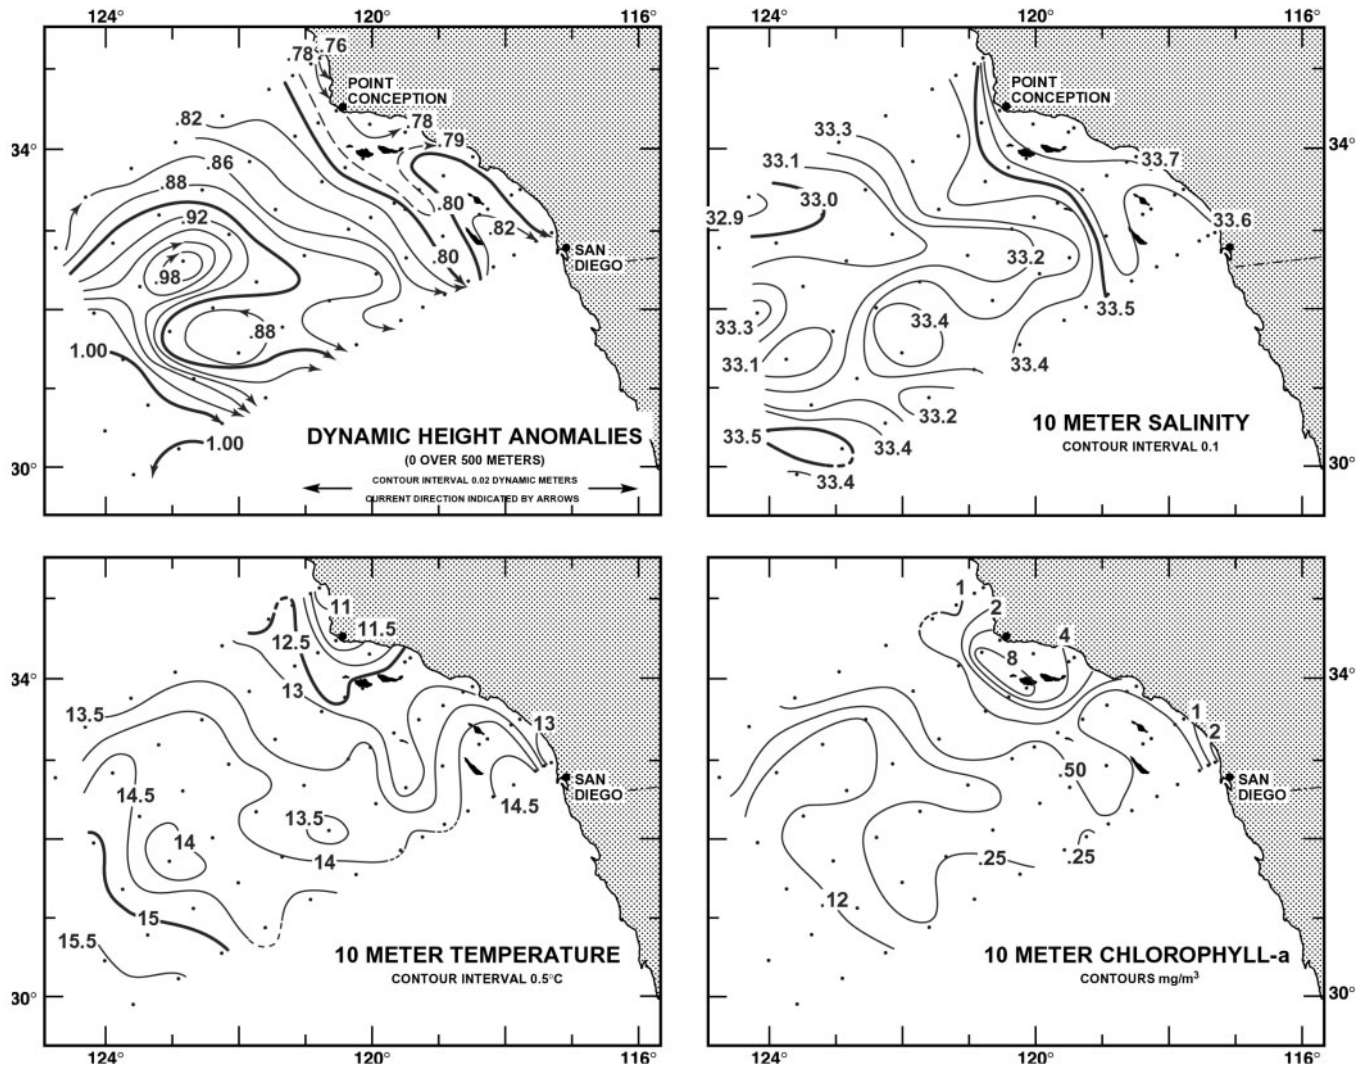 124° 120° 116°
124° 120° 116°
.76
.78
POINT
CONCEPTION
.82
.78
.79
34°
.86
.88
.80
.92
.82
.80
SAN
DIEGO
.98
.88
1.00
1.00
DYNAMIC HEIGHT ANOMALIES
(0 OVER 500 METERS)
CONTOUR INTERVAL 0.02 DYNAMIC METERS
CURRENT DIRECTION INDICATED BY ARROWS
30°
POINT
CONCEPTION
33.3
34°
33.1
33.7
33.0
32.9
33.6
SAN
DIEGO
33.2
33.5
33.4
33.3
33.1
33.4
33.2
10 METER SALINITY
CONTOUR INTERVAL 0.1
33.5
33.4
33.4
30°
11
11.5
12.5
34°
13
13.5
13
SAN
DIEGO
14.5
14.5
13.5
14
14
15
15.5
10 METER TEMPERATURE
CONTOUR INTERVAL 0.5°C
30°
124° 120° 116°
1
2
4
8
34°
1
2
.50
SAN
DIEGO
.25
.25
.12
10 METER CHLOROPHYLL-a
CONTOURS mg/m³
30°
124° 120° 116°